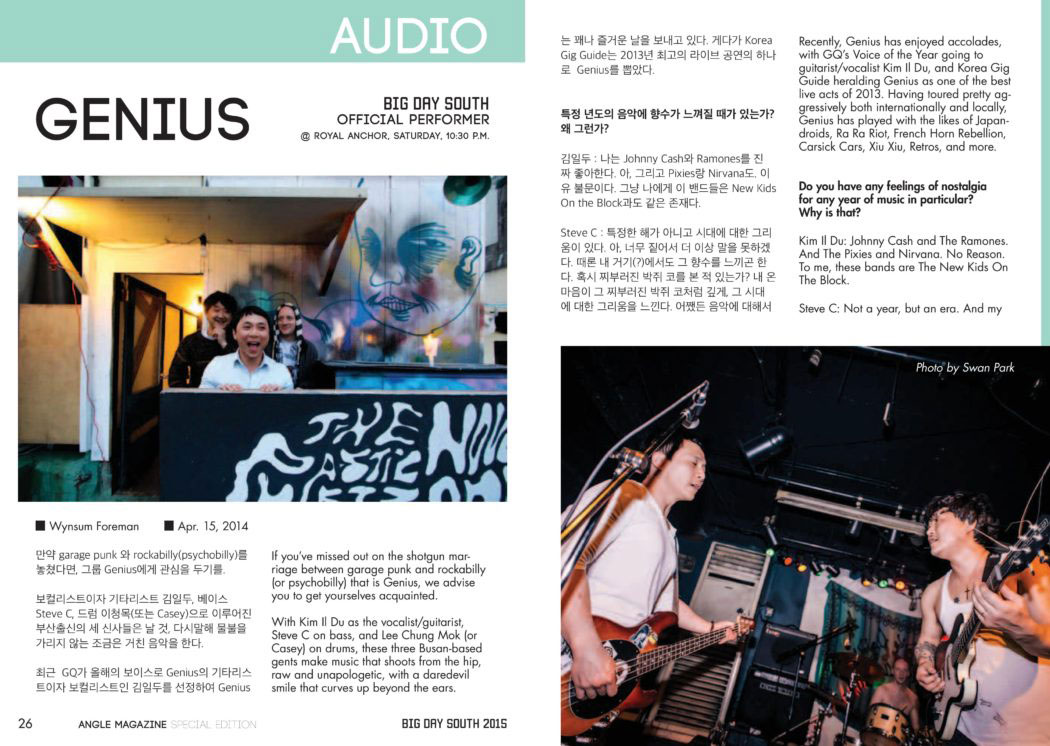 AUDIO
GENIUS
BIG DAY SOUTH
OFFICIAL PERFORMER
@ ROYAL ANCHOR, SATURDAY, 10:30 P.M.
■ Wynsum Foreman ■ Apr. 15, 2014
만약 garage punk 와 rockabilly(psychobilly)를
놓쳤다면, 그룹 Genius에게 관심을 두기를.
보컬리스트이자 기타리스트 김일두, 베이스
Steve C, 드럼 이청목(또는 Casey)으로 이루어진
부산출신의 세 신사들은 날 것, 다시말해 물불을
가리지 않는 조금은 거친 음악을 한다.
최근 GQ가 올해의 보이스로 Genius의 기타리스
트이자 보컬리스트인 김일두를 선정하여 Genius
If you've missed out on the shotgun mar-
riage between garage punk and rockabilly
(or psychobilly) that is Genius, we advise
you to get yourselves acquainted.
With Kim Il Du as the vocalist/guitarist,
Steve C on bass, and Lee Chung Mok (or
Casey) on drums, these three Busan-based
gents make music that shoots from the hip,
raw and unapologetic, with a daredevil
smile that curves up beyond the ears.
26
ANGLE MAGAZINE SPECIAL EDITION
BIG DAY SOUTH 2015
는 꽤나 즐거운 날을 보내고 있다. 게다가 Korea
Gig Guide는 2013년 최고의 라이브 공연의 하나
로 Genius를 뽑았다.
특정 년도의 음악에 향수가 느껴질 때가 있는가?
왜 그런가?
김일두 : 나는 Johnny Cash와 Ramones를 진
짜 좋아한다. 아, 그리고 Pixies랑 Nirvana도. 이
유 불문이다. 그냥 나에게 이 밴드들은 New Kids
On the Block과도 같은 존재다.
Steve C : 특정한 해가 아니고 시대에 대한 그리
움이 있다. 아, 너무 짙어서 더 이상 말을 못하겠
다. 때론 내 거기(?)에서도 그 향수를 느끼곤 한
다. 혹시 찌부러진 박쥐 코를 본 적 있는가? 내 온
마음이 그 찌부러진 박쥐 코처럼 깊게, 그 시대
에 대한 그리움을 느낀다. 어쨌든 음악에 대해서
Recently, Genius has enjoyed accolades,
with GQ's Voice of the Year going to
guitarist/vocalist Kim Il Du, and Korea Gig
Guide heralding Genius as one of the best
live acts of 2013. Having toured pretty ag-
gressively both internationally and locally,
Genius has played with the likes of Japan-
droids, Ra Ra Riot, French Horn Rebellion,
Carsick Cars, Xiu Xiu, Retros, and more.
Do you have any feelings of nostalgia
for any year of music in particular?
Why is that?
Kim Il Du: Johnny Cash and The Ramones.
And The Pixies and Nirvana. No Reason.
To me, these bands are The New Kids On
The Block.
Steve C: Not a year, but an era. And my
Photo by Swan Park